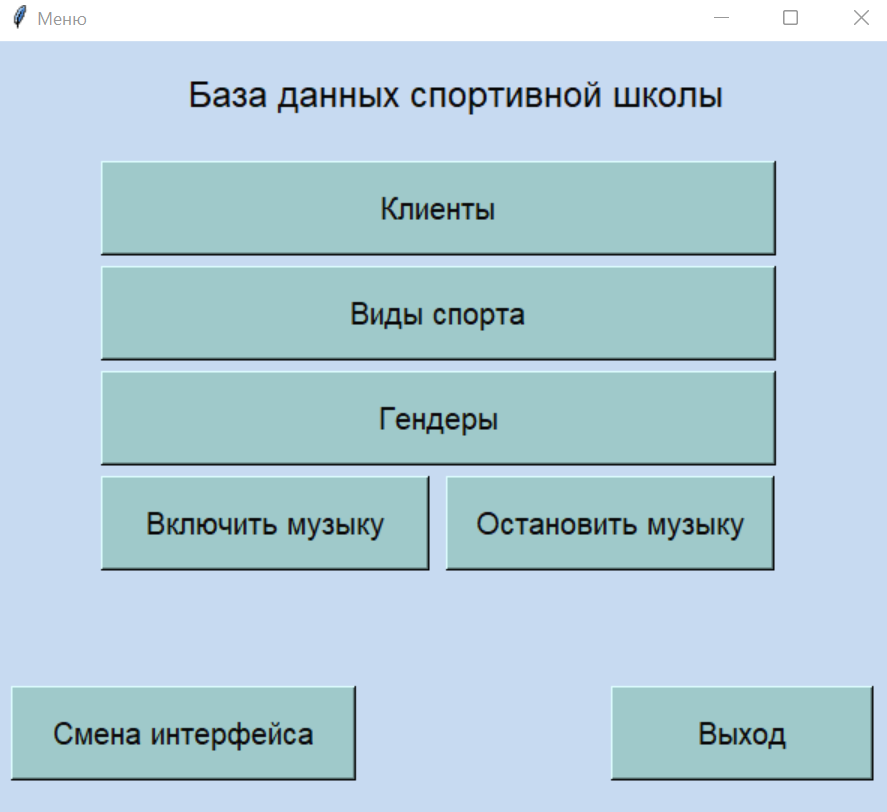 Меню
База данных спортивной школы
Клиенты
Виды спорта
Гендеры
Включить музыку
Остановить музыку
Смена интерфейса
Выход